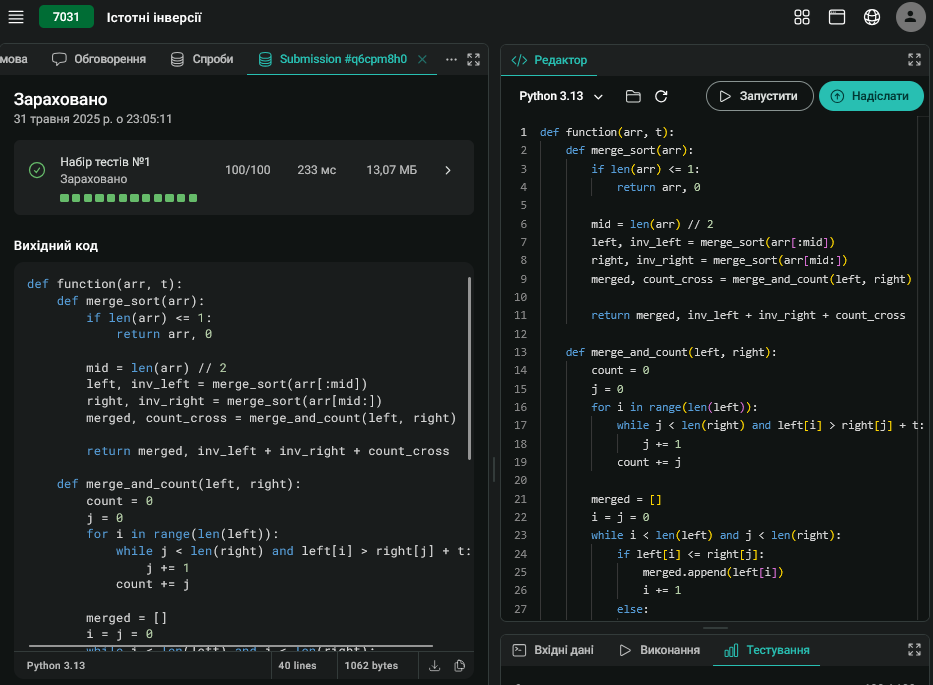 7031 Істотні інверсії
мова Обговорення Спроби Submission #q6cpm8h0
Зараховано
31 травня 2025 р. о 23:05:11
Набір тестів №1
Зараховано
100/100 233 мс 13,07 МБ
Вихідний код
def function(arr, t):
    def merge_sort(arr):
        if len(arr) <= 1:
            return arr, 0
        mid = len(arr) // 2
        left, inv_left = merge_sort(arr[:mid])
        right, inv_right = merge_sort(arr[mid:])
        merged, count_cross = merge_and_count(left, right)
        return merged, inv_left + inv_right + count_cross
    def merge_and_count(left, right):
        count = 0
        j = 0
        for i in range(len(left)):
            while j < len(right) and left[i] > right[j] + t:
                j += 1
            count += j
        merged = []
        i = j = 0
        while i < len(left) and j < len(right):
Python 3.13 40 lines 1062 bytes
Редактор
Python 3.13 Запустити Надіслати
1 def function(arr, t):
2     def merge_sort(arr):
3         if len(arr) <= 1:
4             return arr, 0
5
6         mid = len(arr) // 2
7         left, inv_left = merge_sort(arr[:mid])
8         right, inv_right = merge_sort(arr[mid:])
9         merged, count_cross = merge_and_count(left, right)
10
11         return merged, inv_left + inv_right + count_cross
12
13     def merge_and_count(left, right):
14         count = 0
15         j = 0
16         for i in range(len(left)):
17             while j < len(right) and left[i] > right[j] + t:
18                 j += 1
19             count += j
20
21         merged = []
22         i = j = 0
23         while i < len(left) and j < len(right):
24             if left[i] <= right[j]:
25                 merged.append(left[i])
26                 i += 1
27             else:
Вхідні дані Виконання Тестування